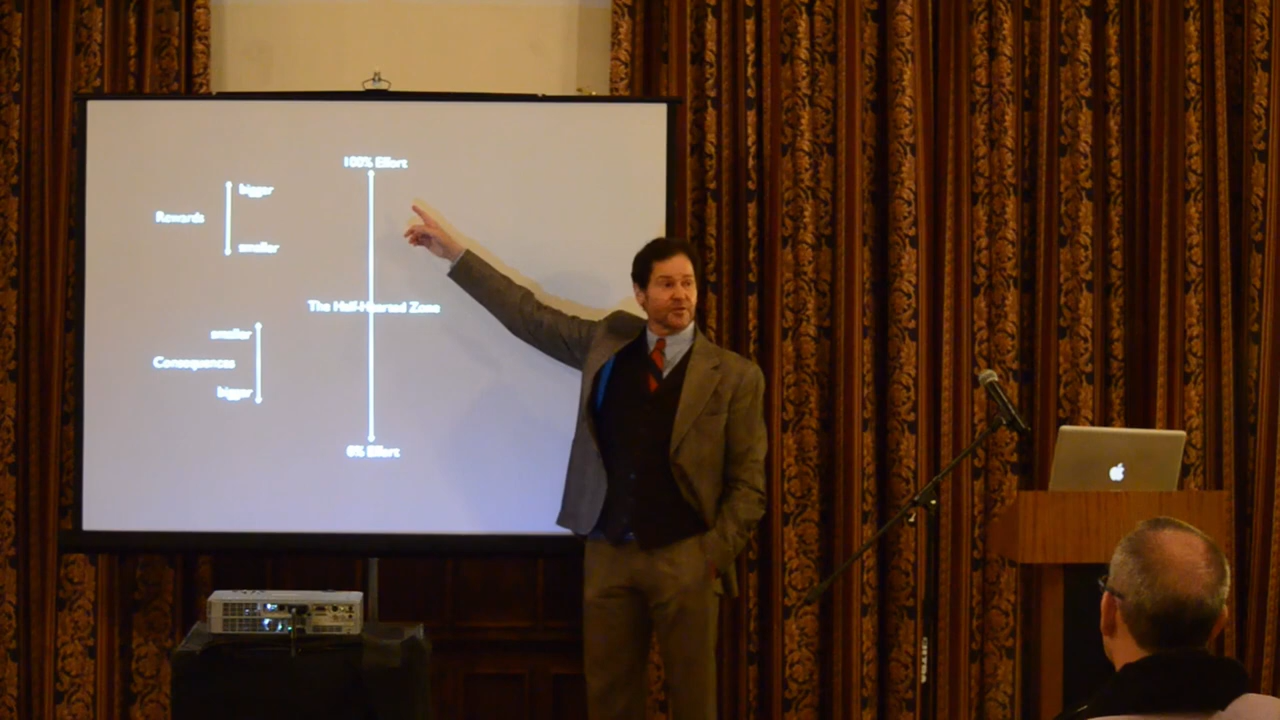 100% Effort
bigger
Rewards
smaller
The Half-Hearted Zone
smaller
Consequences
bigger
0% Effort